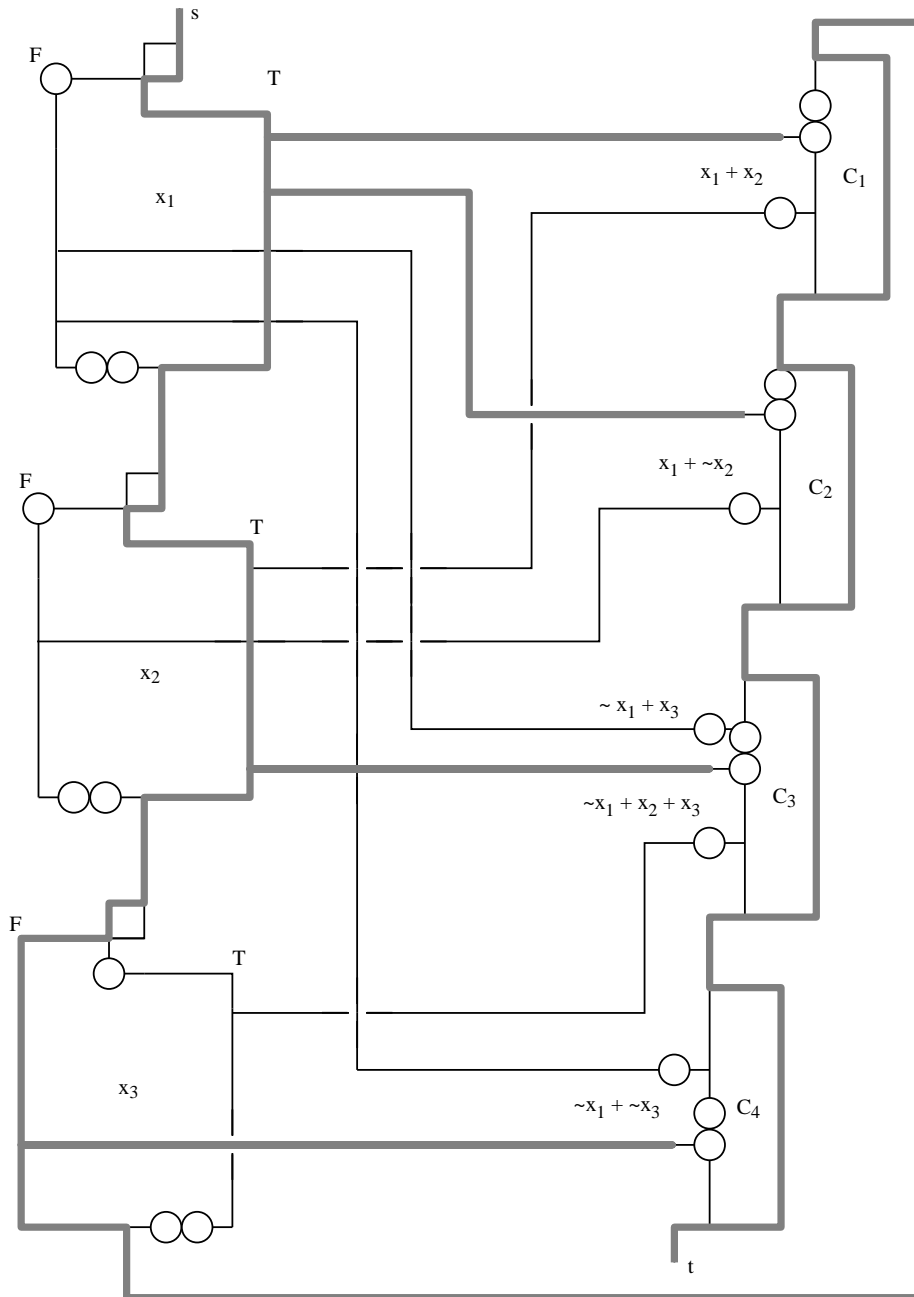 s
F
T
x1 + x2
C1
x1
x1 + ~x2
F
C2
T
x2
~ x1 + x3
C3
~x1 + x2 + x3
F
T
x3
~x1 + ~x3
C4
t